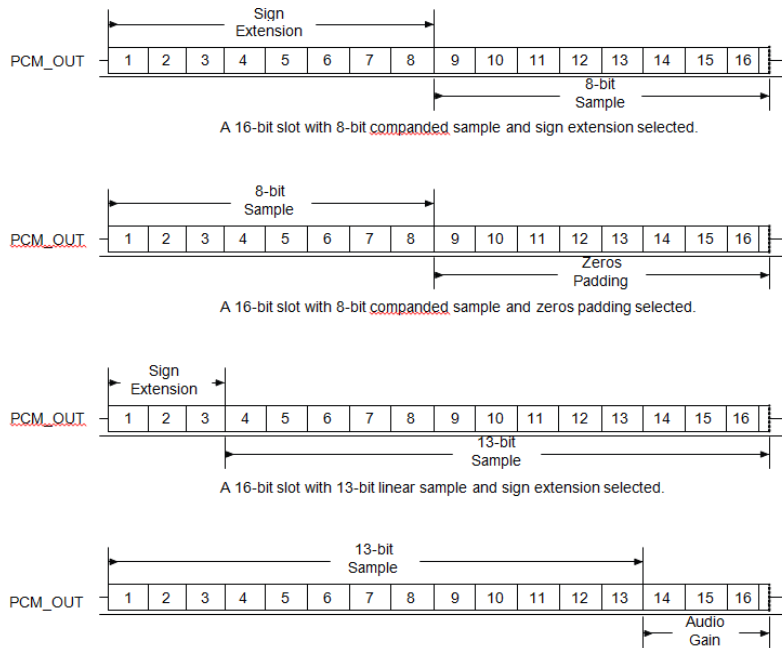 Sign
Extension
PCM_OUT 1 2 3 4 5 6 7 8 9 10 11 12 13 14 15 16
8-bit
Sample
A 16-bit slot with 8-bit companded sample and sign extension selected.
8-bit
Sample
PCM_OUT 1 2 3 4 5 6 7 8 9 10 11 12 13 14 15 16
Zeros
Padding
A 16-bit slot with 8-bit companded sample and zeros padding selected.
Sign
Extension
PCM_OUT 1 2 3 4 5 6 7 8 9 10 11 12 13 14 15 16
13-bit
Sample
A 16-bit slot with 13-bit linear sample and sign extension selected.
13-bit
Sample
PCM_OUT 1 2 3 4 5 6 7 8 9 10 11 12 13 14 15 16
Audio
Gain